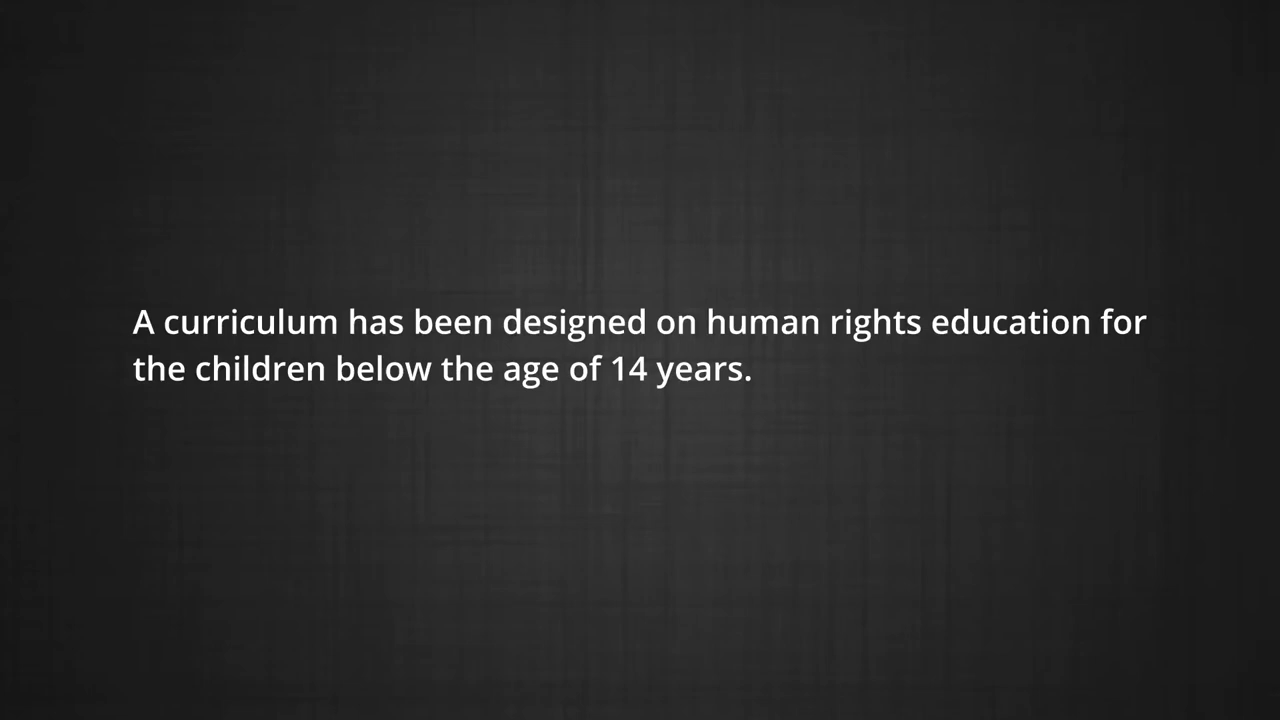 A curriculum has been designed on human rights education for
the children below the age of 14 years.